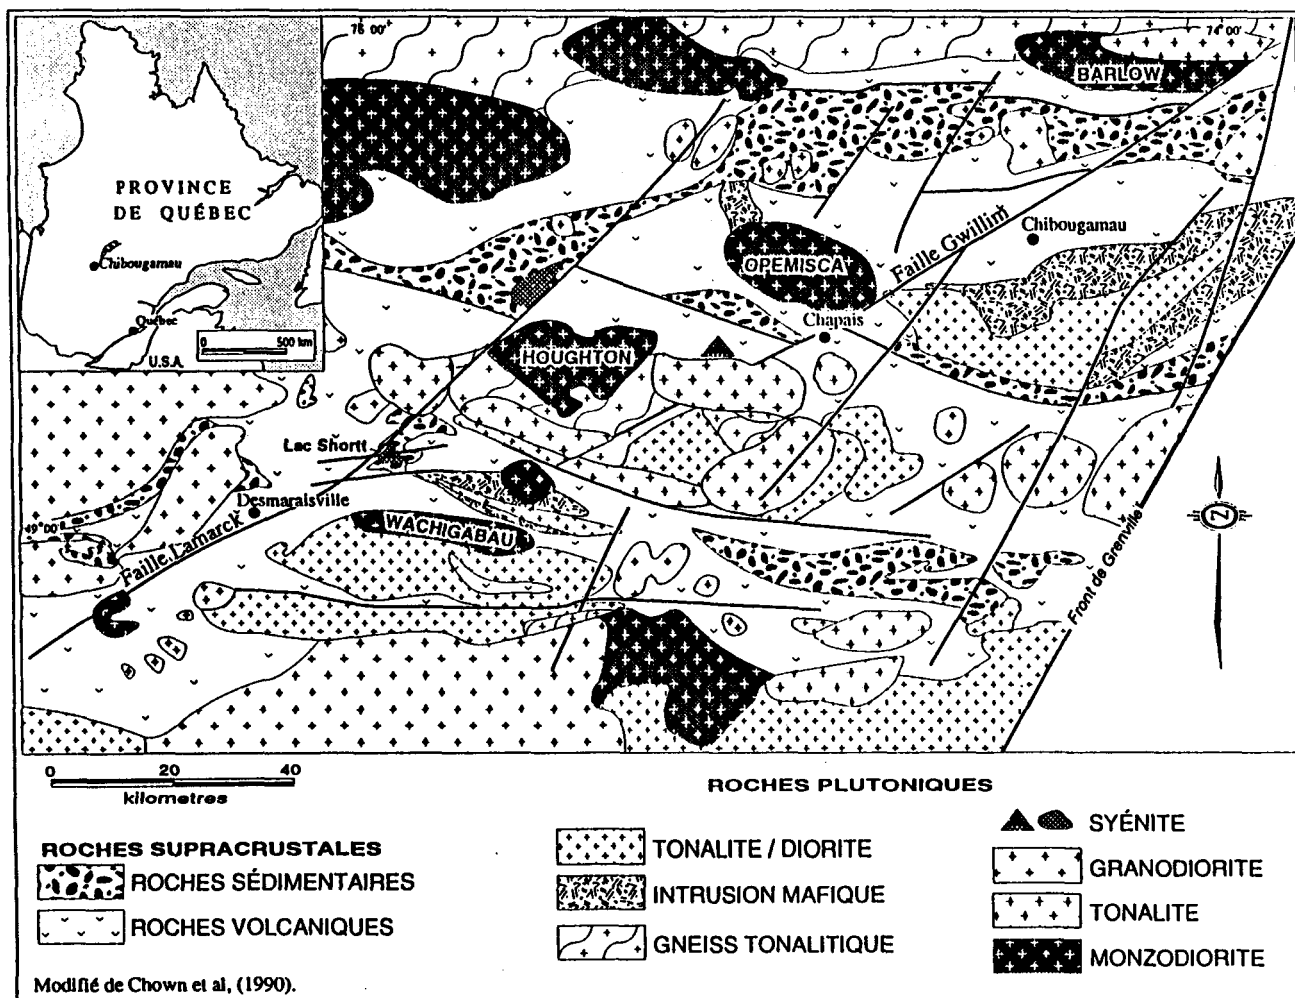 76 00'
74 00'
BARLOW
PROVINCE
DE QUÉBEC
Chibougamau
Québec
U.S.A.
0 500 km
Chibougamau
Faille Gwillim
OPEMISCA
Chapais
HOUGHTON
Lac Shortt
Desmaraisville
49°00'
WACHIGABAU
Faille Lamarck
Front de Grenville
N
0 20 40
kilometres
ROCHES PLUTONIQUES
ROCHES SUPRACRUSTALES
ROCHES SÉDIMENTAIRES
ROCHES VOLCANIQUES
TONALITE / DIORITE
INTRUSION MAFIQUE
GNEISS TONALITIQUE
SYÉNITE
GRANODIORITE
TONALITE
MONZODIORITE
Modifié de Chown et al, (1990).